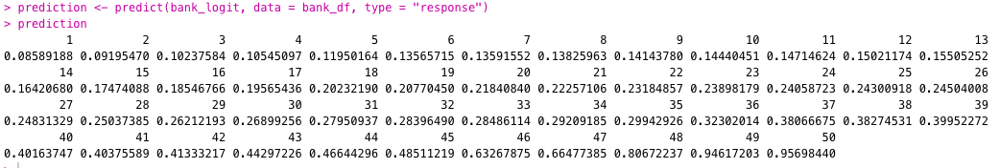 > prediction <- predict(bank_logit, data = bank_df, type = "response")
> prediction
1 2 3 4 5 6 7 8 9 10 11 12 13
0.08589188 0.09195470 0.10237584 0.10545097 0.11950164 0.13565715 0.13591552 0.13825963 0.14143780 0.14440451 0.14714624 0.15021174 0.15505252
14 15 16 17 18 19 20 21 22 23 24 25 26
0.16420680 0.17474088 0.18546766 0.19565436 0.20232190 0.20770450 0.21840840 0.22257106 0.23184857 0.23898179 0.24058723 0.24300918 0.24504008
27 28 29 30 31 32 33 34 35 36 37 38 39
0.24831329 0.25037385 0.26212193 0.26899256 0.27950937 0.28396490 0.28486114 0.29209185 0.29942926 0.32302014 0.38066675 0.38274531 0.39952272
40 41 42 43 44 45 46 47 48 49 50
0.40163747 0.40375589 0.41333217 0.44297226 0.46644296 0.48511219 0.63267875 0.66477385 0.80672237 0.94617203 0.95698440